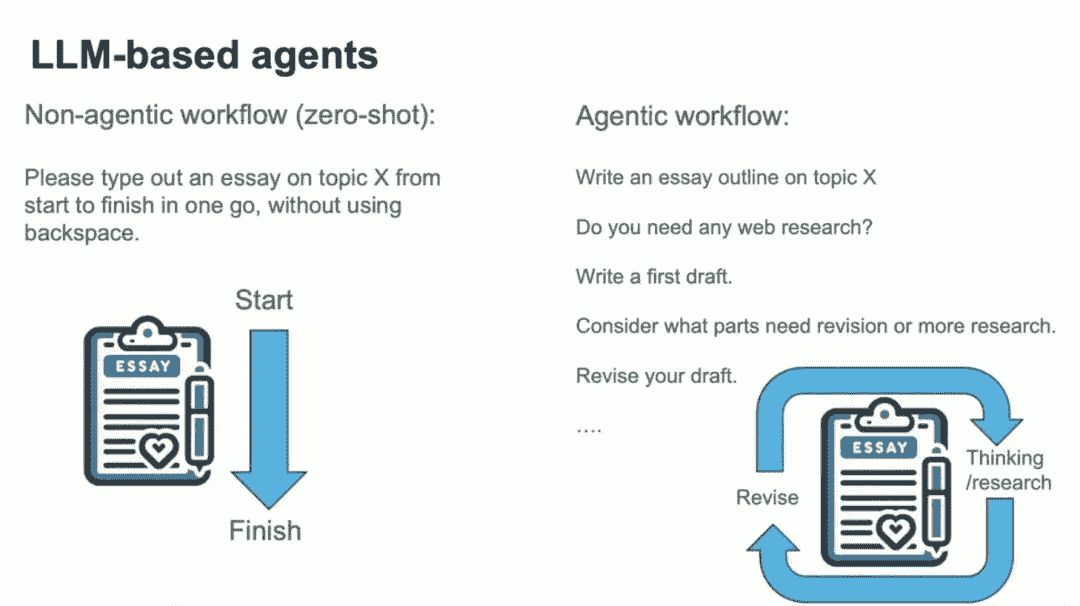 LLM-based agents
Non-agentic workflow (zero-shot):
Please type out an essay on topic X from
start to finish in one go, without using
backspace.
Start
ESSAY
Finish
Agentic workflow:
Write an essay outline on topic X
Do you need any web research?
Write a first draft.
Consider what parts need revision or more research.
Revise your draft.
....
ESSAY
Thinking
/research
Revise